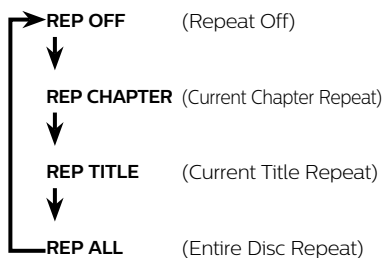 REP OFF (Repeat Off)
REP CHAPTER (Current Chapter Repeat)
REP TITLE (Current Title Repeat)
REP ALL (Entire Disc Repeat)